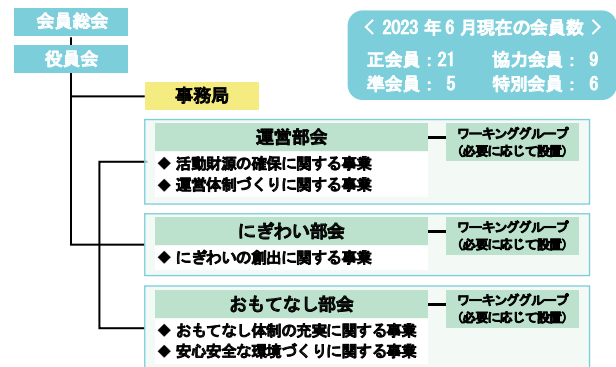 会員総会
役員会
< 2023 年 6 月現在の会員数 >
正会員：21 協力会員： 9
準会員： 5 特別会員： 6
事務局
運営部会
◆ 活動財源の確保に関する事業
◆ 運営体制づくりに関する事業
ワーキンググループ
(必要に応じて設置)
にぎわい部会
◆ にぎわいの創出に関する事業
ワーキンググループ
(必要に応じて設置)
おもてなし部会
◆ おもてなし体制の充実に関する事業
◆ 安心安全な環境づくりに関する事業
ワーキンググループ
(必要に応じて設置)